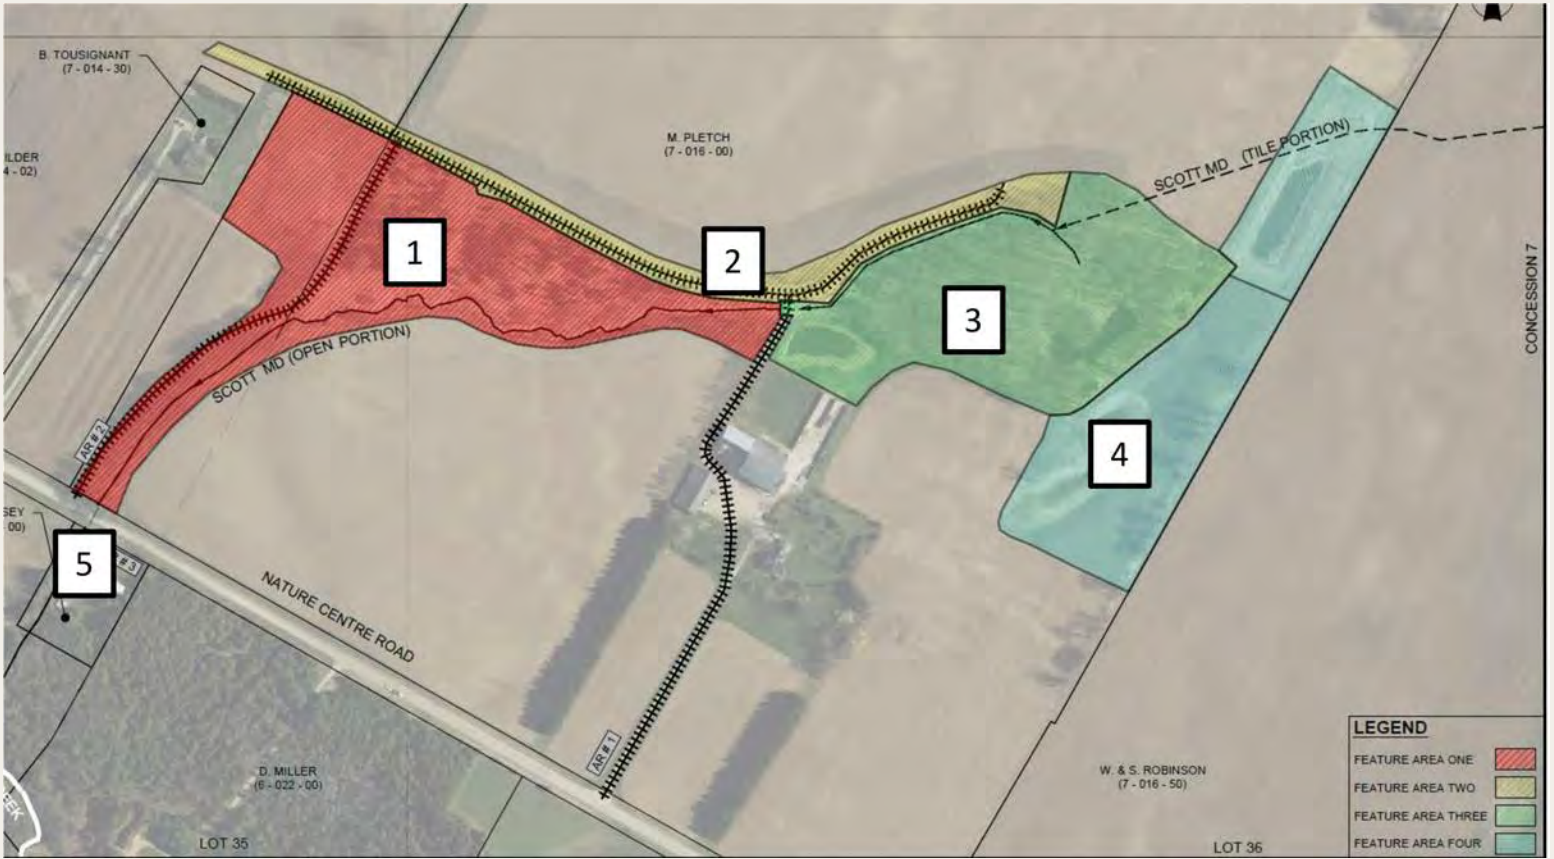 B. TOUSIGNANT
(7 - 014 - 30)
ILDER
4 - 02)
M. PLETCH
(7 - 016 - 00)
SCOTT MD (TILE PORTION)
1
2
3
4
5
CONCESSION 7
SCOTT MD (OPEN PORTION)
AR # 2
SEY
00)
# 3
NATURE CENTRE ROAD
AR # 1
D. MILLER
(6 - 022 - 00)
W. & S. ROBINSON
(7 - 016 - 50)
LOT 35
LOT 36
LEGEND
FEATURE AREA ONE
FEATURE AREA TWO
FEATURE AREA THREE
FEATURE AREA FOUR